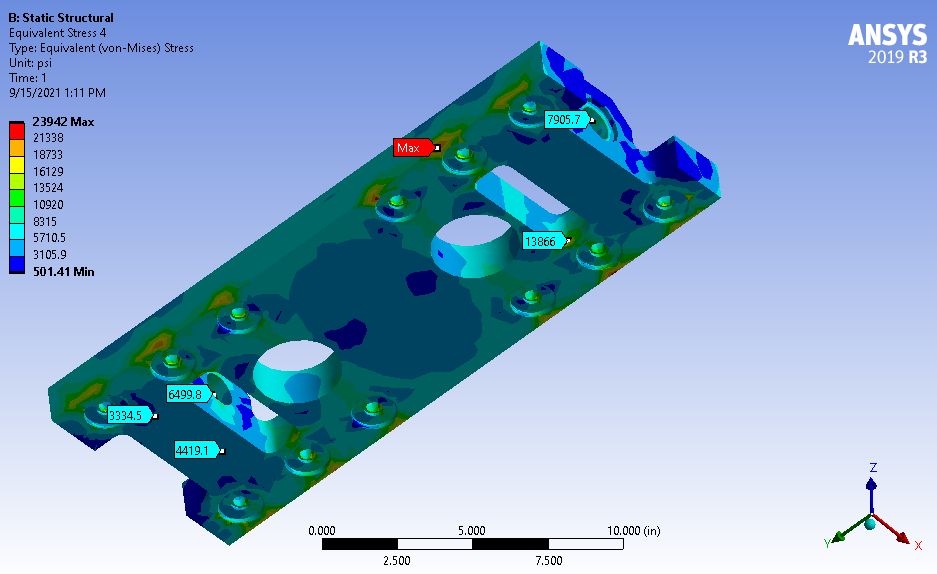 B: Static Structural
Equivalent Stress 4
Type: Equivalent (von-Mises) Stress
Unit: psi
Time: 1
9/15/2021 1:11 PM
ANSYS
2019 R3
23942 Max
21338
18733
16129
13524
10920
8315
5710.5
3105.9
501.41 Min
7905.7
Max
13866
6499.8
3334.5
4419.1
0.000 5.000 10.000 (in)
2.500 7.500
Z
Y X